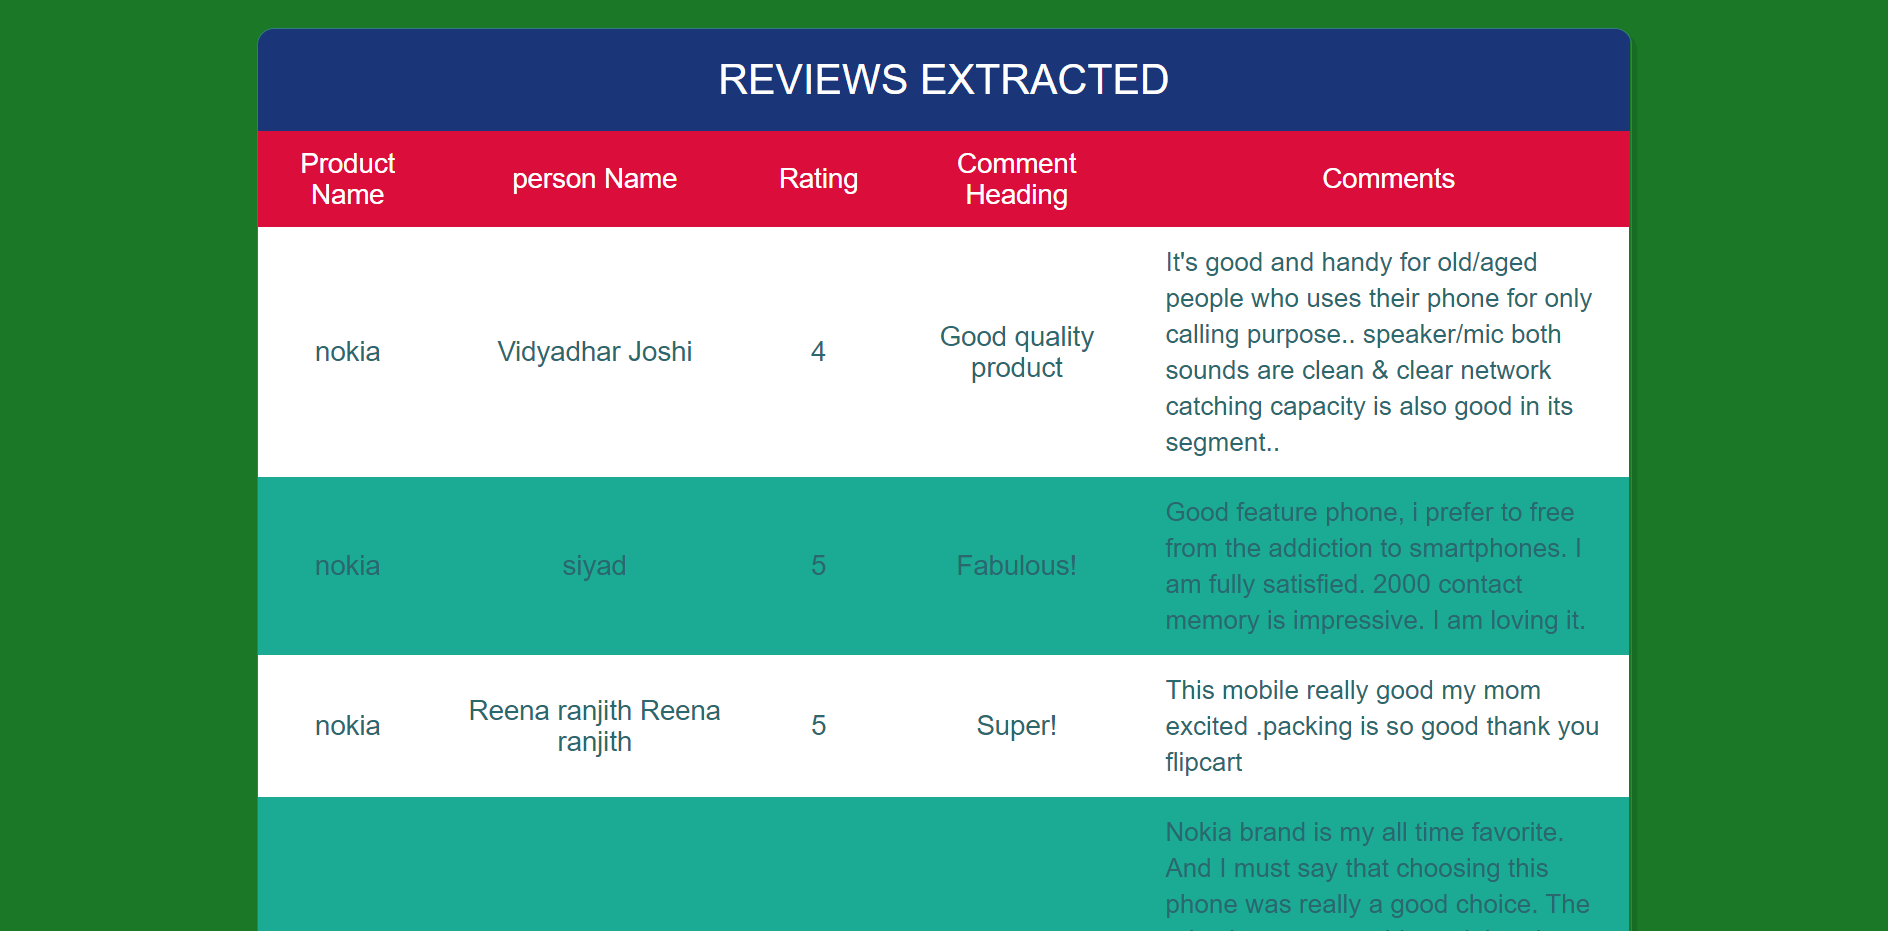 REVIEWS EXTRACTED
Product
Name
person Name
Rating
Comment
Heading
Comments
nokia
Vidyadhar Joshi
4
Good quality
product
It's good and handy for old/aged
people who uses their phone for only
calling purpose.. speaker/mic both
sounds are clean & clear network
catching capacity is also good in its
segment..
nokia
siyad
5
Fabulous!
Good feature phone, i prefer to free
from the addiction to smartphones. I
am fully satisfied. 2000 contact
memory is impressive. I am loving it.
nokia
Reena ranjith Reena
ranjith
5
Super!
This mobile really good my mom
excited .packing is so good thank you
flipcart
Nokia brand is my all time favorite.
And I must say that choosing this
phone was really a good choice. The